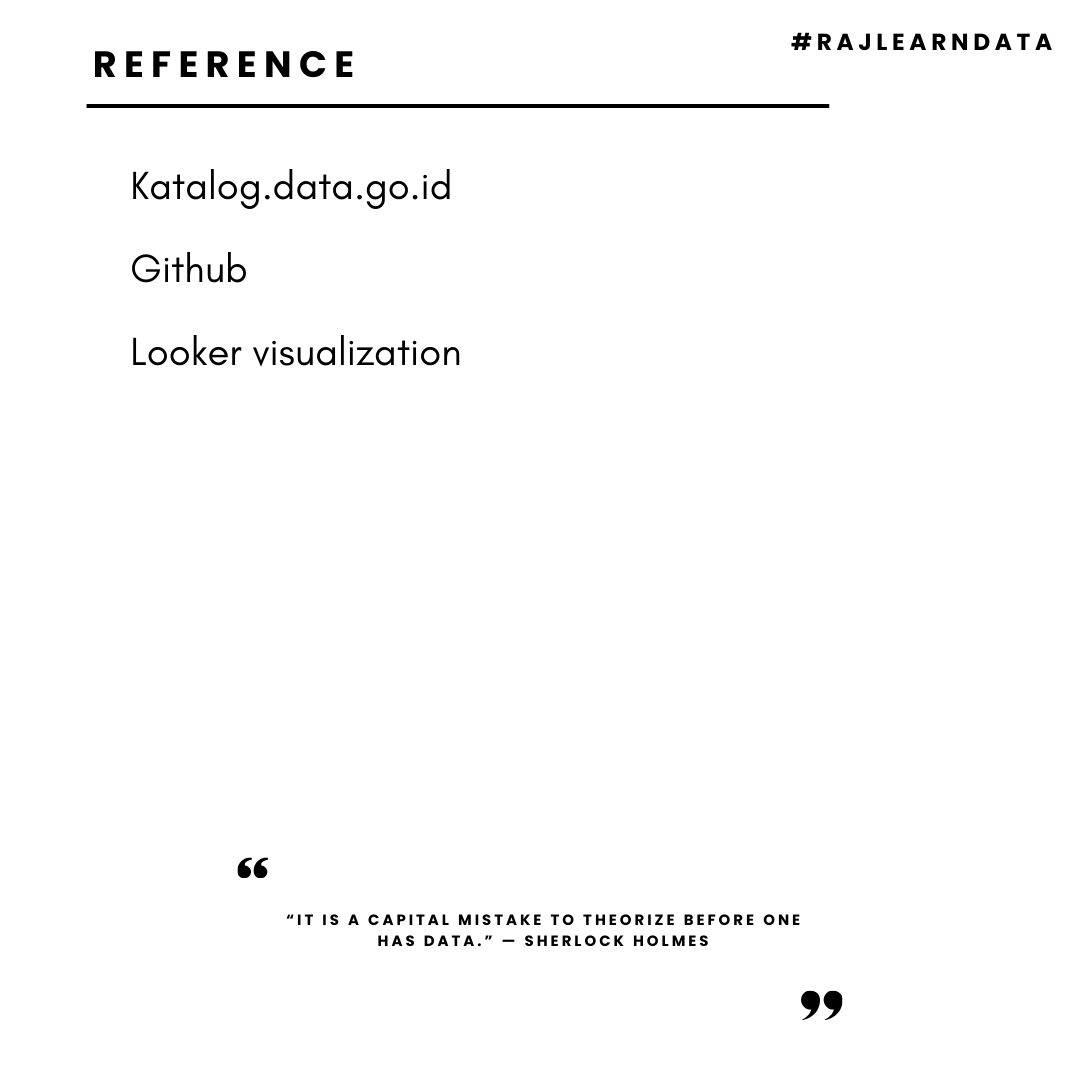 #RAJLEARNDATA
REFERENCE
Katalog.data.go.id
Github
Looker visualization
“
“IT IS A CAPITAL MISTAKE TO THEORIZE BEFORE ONE
HAS DATA.” — SHERLOCK HOLMES
”